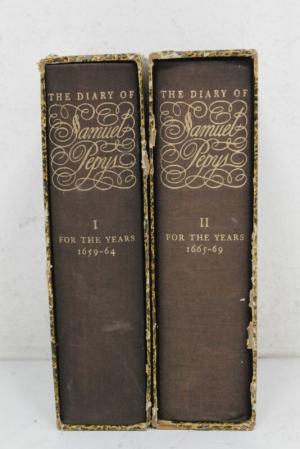 THE DIARY OF
Samuel
Pepys
I
FOR THE YEARS
1659-64
THE DIARY OF
Samuel
Pepys
II
FOR THE YEARS
1665-69